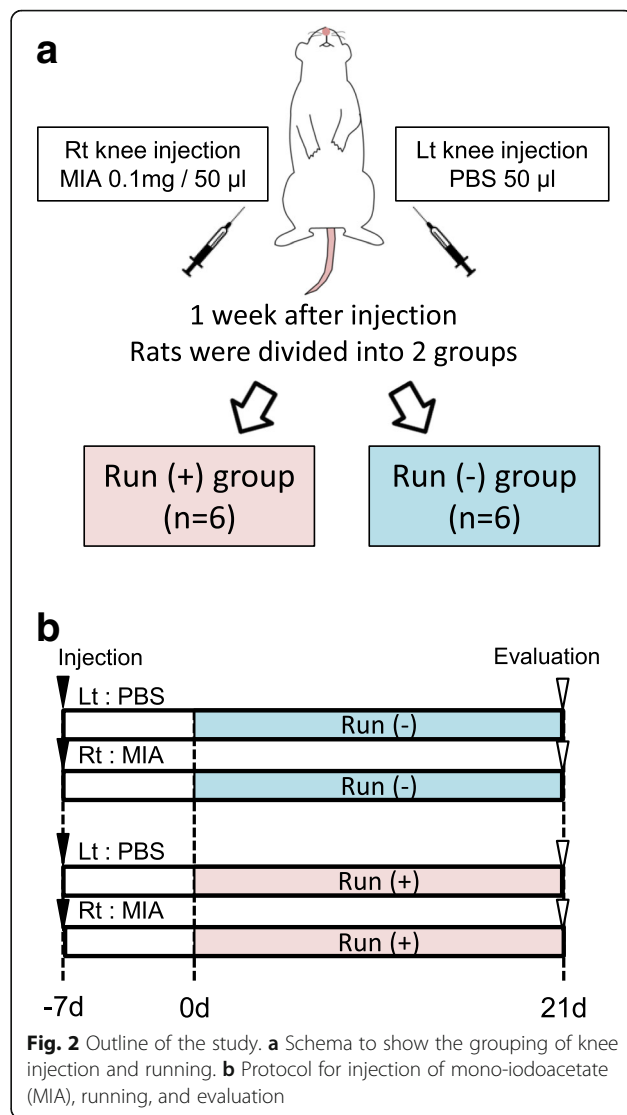 a
Rt knee injection
MIA 0.1mg / 50 µl
Lt knee injection
PBS 50 µl
1 week after injection
Rats were divided into 2 groups
Run (+) group
(n=6)
Run (-) group
(n=6)
b
Injection
Evaluation
Lt : PBS
Run (-)
Rt : MIA
Run (-)
Lt : PBS
Run (+)
Rt : MIA
Run (+)
-7d
0d
21d
Fig. 2 Outline of the study. a Schema to show the grouping of knee
injection and running. b Protocol for injection of mono-iodoacetate
(MIA), running, and evaluation